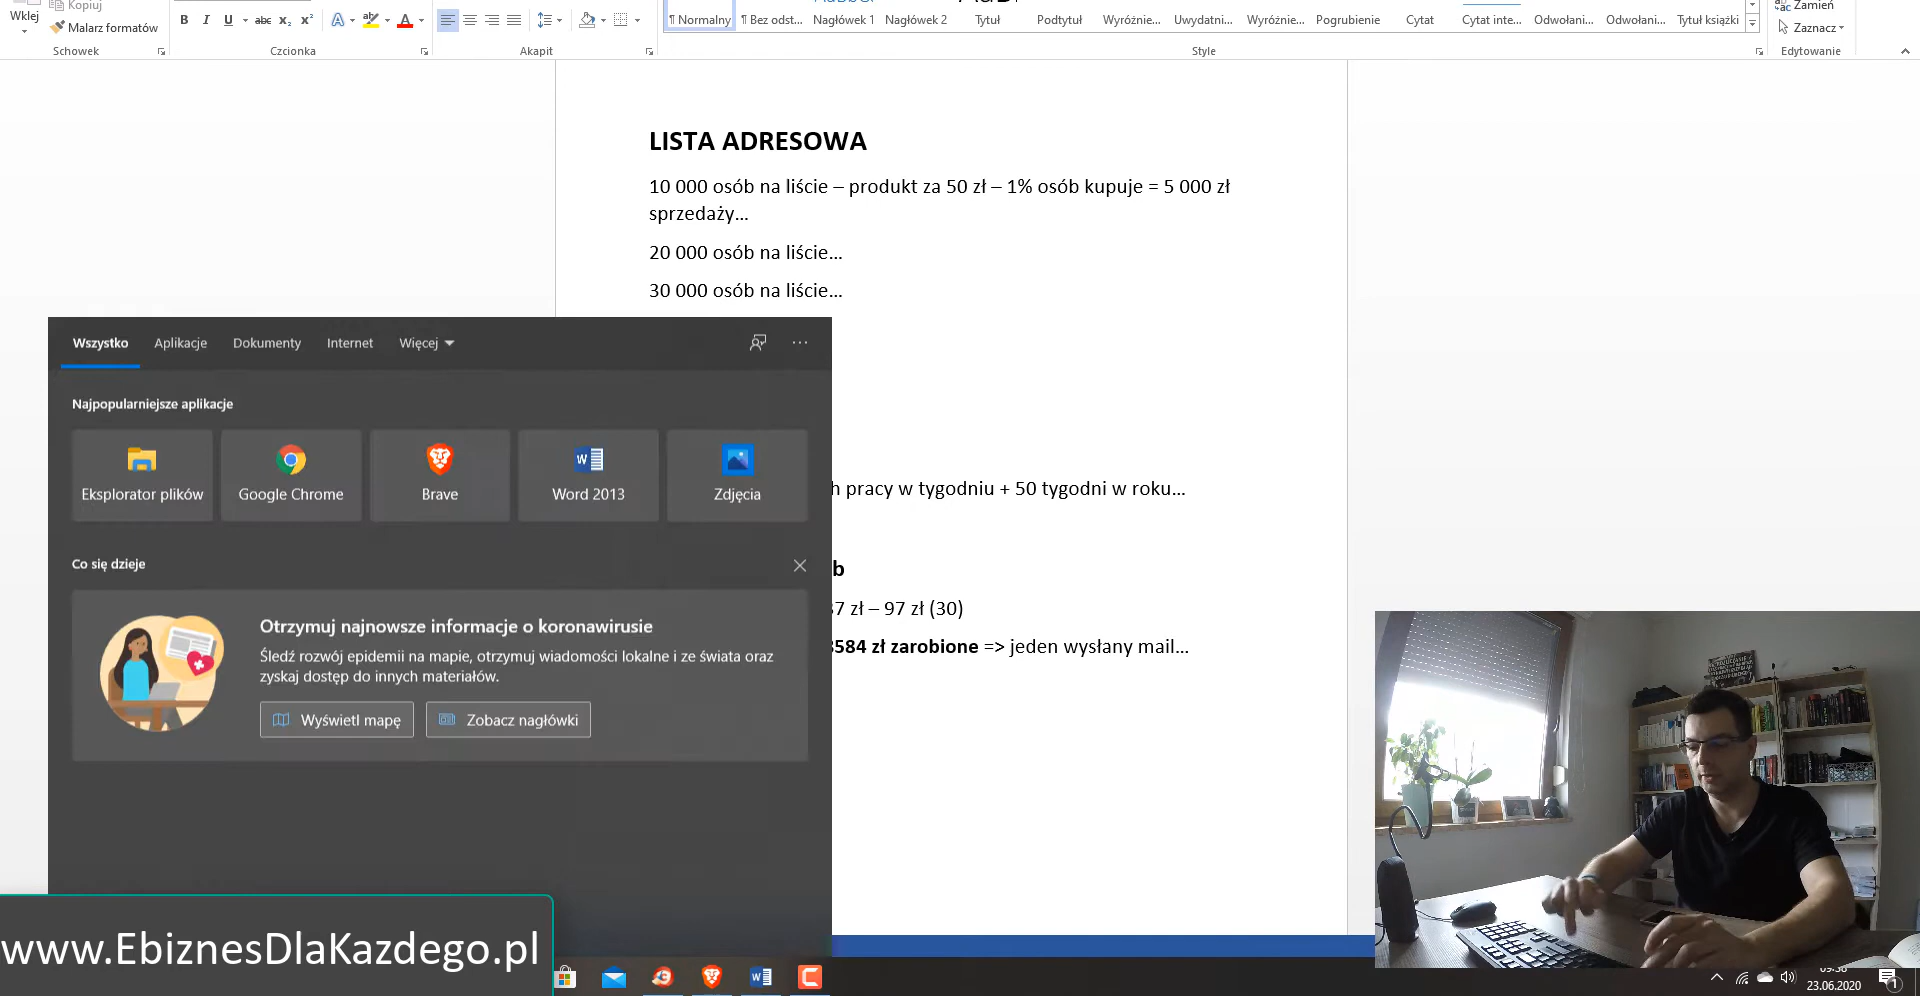 Wklej
Kopiuj
Malarz formatów
Schowek
B I U abc x₂ x²
A ab A
Czcionka
Akapit
¶ Normalny
¶ Bez odst...
Nagłówek 1
Nagłówek 2
Tytuł
Podtytuł
Wyróżnie...
Uwydatni...
Wyróżnie...
Pogrubienie
Cytat
Cytat inte...
Odwołani...
Odwołani...
Tytuł książki
Style
Zamień
Zaznacz
Edytowanie
LISTA ADRESOWA
10 000 osób na liście – produkt za 50 zł – 1% osób kupuje = 5 000 zł
sprzedaży...
20 000 osób na liście...
30 000 osób na liście...
Wszystko
Aplikacje
Dokumenty
Internet
Więcej
Najpopularniejsze aplikacje
Eksplorator plików
Google Chrome
Brave
Word 2013
Zdjęcia
h pracy w tygodniu + 50 tygodni w roku...
Co się dzieje
b
Otrzymuj najnowsze informacje o koronawirusie
Śledź rozwój epidemii na mapie, otrzymuj wiadomości lokalne i ze świata oraz
zyskaj dostęp do innych materiałów.
Wyświetl mapę
Zobacz nagłówki
7 zł – 97 zł (30)
584 zł zarobione => jeden wysłany mail...
www.EbiznesDlaKazdego.pl
23.06.2020
1